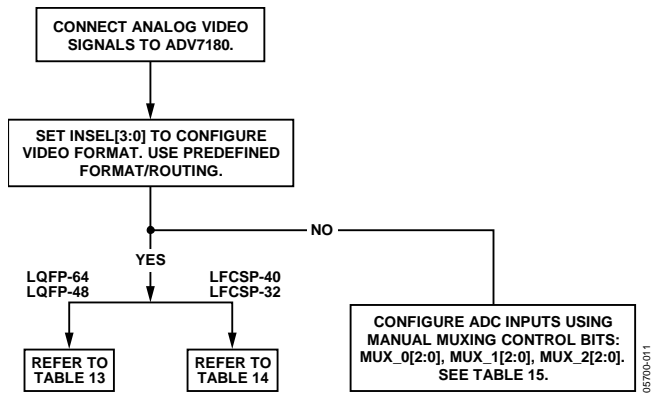 CONNECT ANALOG VIDEO
SIGNALS TO ADV7180.
SET INSEL[3:0] TO CONFIGURE
VIDEO FORMAT. USE PREDEFINED
FORMAT/ROUTING.
NO
YES
LQFP-64
LQFP-48
LFCSP-40
LFCSP-32
REFER TO
TABLE 13
REFER TO
TABLE 14
CONFIGURE ADC INPUTS USING
MANUAL MUXING CONTROL BITS:
MUX_0[2:0], MUX_1[2:0], MUX_2[2:0].
SEE TABLE 15.
05700-011